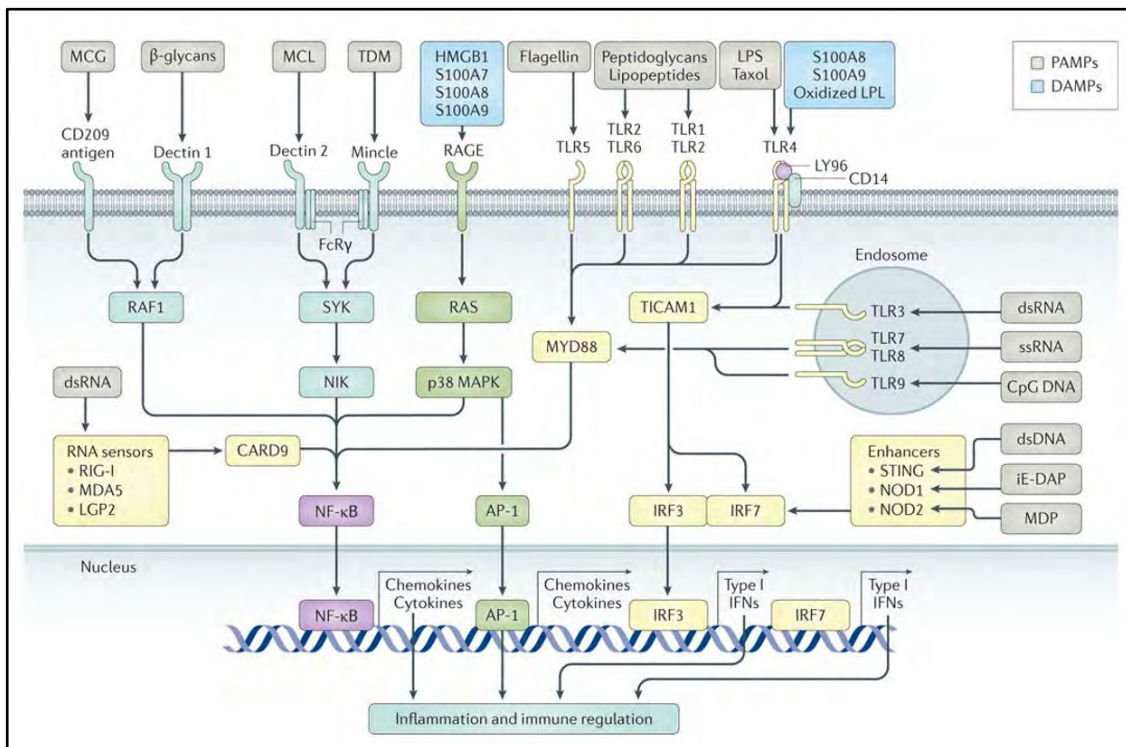 MCG
β-glycans
MCL
TDM
HMGB1
S100A7
S100A8
S100A9
Flagellin
Peptidoglycans
Lipopeptides
LPS
Taxol
S100A8
S100A9
Oxidized LPL
PAMPs
DAMPs
CD209
antigen
Dectin 1
Dectin 2
Mincle
RAGE
TLR5
TLR2
TLR6
TLR1
TLR2
TLR4
LY96
CD14
FcRγ
Endosome
RAF1
SYK
RAS
TICAM1
TLR3
dsRNA
MYD88
TLR7
TLR8
ssRNA
dsRNA
NIK
p38 MAPK
TLR9
CpG DNA
RNA sensors
• RIG-I
• MDA5
• LGP2
CARD9
Enhancers
• STING
• NOD1
• NOD2
dsDNA
iE-DAP
MDP
NF-κB
AP-1
IRF3
IRF7
Nucleus
Chemokines
Cytokines
Chemokines
Cytokines
Type I
IFNs
Type I
IFNs
NF-κB
AP-1
IRF3
IRF7
Inflammation and immune regulation